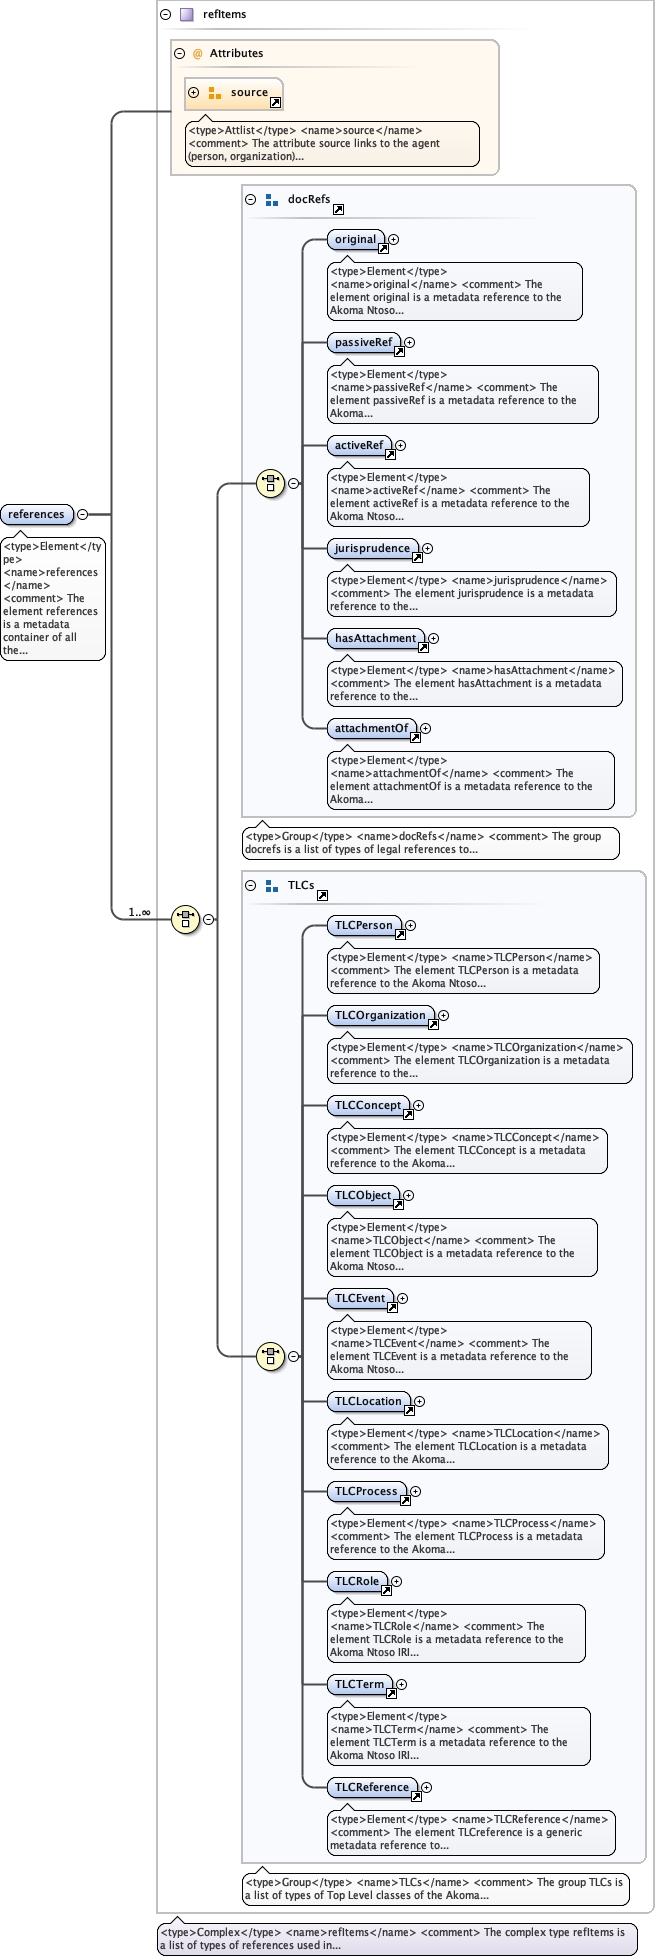 refItems
@ Attributes
source
<type>Attlist</type> <name>source</name>
<comment> The attribute source links to the agent
(person, organization)...
docRefs
original
<type>Element</type>
<name>original</name> <comment> The
element original is a metadata reference to the
Akoma Ntoso...
passiveRef
<type>Element</type>
<name>passiveRef</name> <comment> The
element passiveRef is a metadata reference to the
Akoma...
activeRef
<type>Element</type>
<name>activeRef</name> <comment> The
element activeRef is a metadata reference to the
Akoma Ntoso...
references
<type>Element</ty
pe>
<name>references
</name>
<comment> The
element references
is a metadata
container of all
the...
jurisprudence
<type>Element</type> <name>jurisprudence</name>
<comment> The element jurisprudence is a metadata
reference to the...
hasAttachment
<type>Element</type> <name>hasAttachment</name>
<comment> The element hasAttachment is a metadata
reference to the...
attachmentOf
<type>Element</type>
<name>attachmentOf</name> <comment> The
element attachmentOf is a metadata reference to the
Akoma...
<type>Group</type> <name>docRefs</name> <comment> The group
docrefs is a list of types of legal references to...
1..∞
TLCs
TLCPerson
<type>Element</type> <name>TLCPerson</name>
<comment> The element TLCPerson is a metadata
reference to the Akoma Ntoso...
TLCOrganization
<type>Element</type> <name>TLCOrganization</name>
<comment> The element TLCOrganization is a metadata
reference to the...
TLCConcept
<type>Element</type> <name>TLCConcept</name>
<comment> The element TLCConcept is a metadata
reference to the Akoma...
TLCObject
<type>Element</type>
<name>TLCObject</name> <comment> The
element TLCObject is a metadata reference to the
Akoma Ntoso...
TLCEvent
<type>Element</type>
<name>TLCEvent</name> <comment> The
element TLCEvent is a metadata reference to the
Akoma Ntoso...
TLCLocation
<type>Element</type> <name>TLCLocation</name>
<comment> The element TLCLocation is a metadata
reference to the Akoma...
TLCProcess
<type>Element</type> <name>TLCProcess</name>
<comment> The element TLCProcess is a metadata
reference to the Akoma...
TLCRole
<type>Element</type>
<name>TLCRole</name> <comment> The
element TLCRole is a metadata reference to the
Akoma Ntoso IRI...
TLCTerm
<type>Element</type>
<name>TLCTerm</name> <comment> The
element TLCTerm is a metadata reference to the
Akoma Ntoso IRI...
TLCReference
<type>Element</type> <name>TLCReference</name>
<comment> The element TLCreference is a generic
metadata reference to...
<type>Group</type> <name>TLCs</name> <comment> The group TLCs is
a list of types of Top Level classes of the Akoma...
<type>Complex</type> <name>refItems</name> <comment> The complex type refItems is
a list of types of references used in...